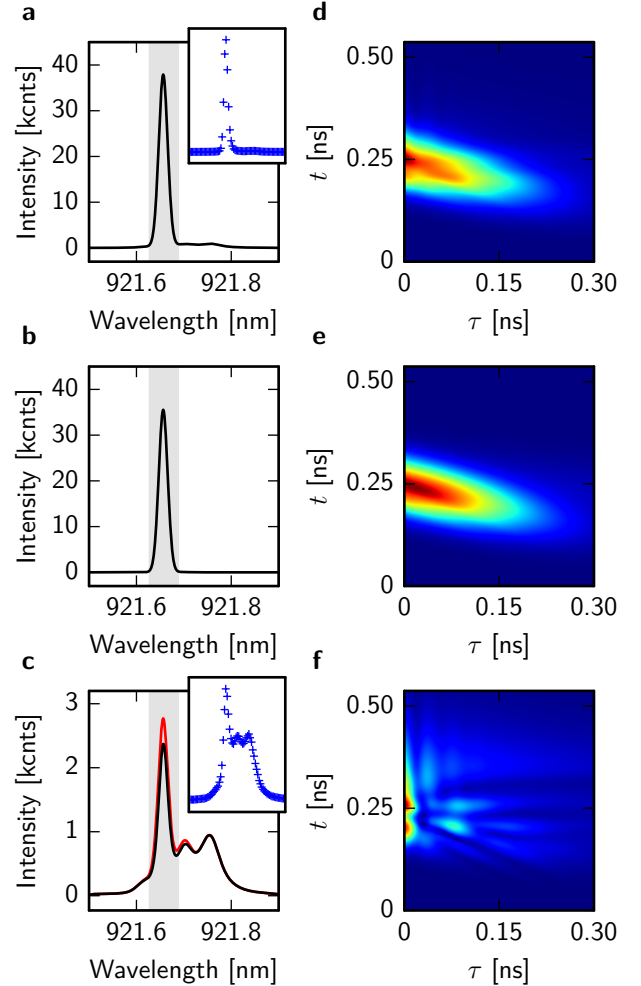 a
Intensity [kcnts]
40
30
20
10
0
921.6
921.8
Wavelength [nm]
d
t [ns]
0.50
0.25
0
0
0.15
0.30
τ [ns]
b
Intensity [kcnts]
40
30
20
10
0
921.6
921.8
Wavelength [nm]
e
t [ns]
0.50
0.25
0
0
0.15
0.30
τ [ns]
c
Intensity [kcnts]
3
2
1
0
921.6
921.8
Wavelength [nm]
f
t [ns]
0.50
0.25
0
0
0.15
0.30
τ [ns]